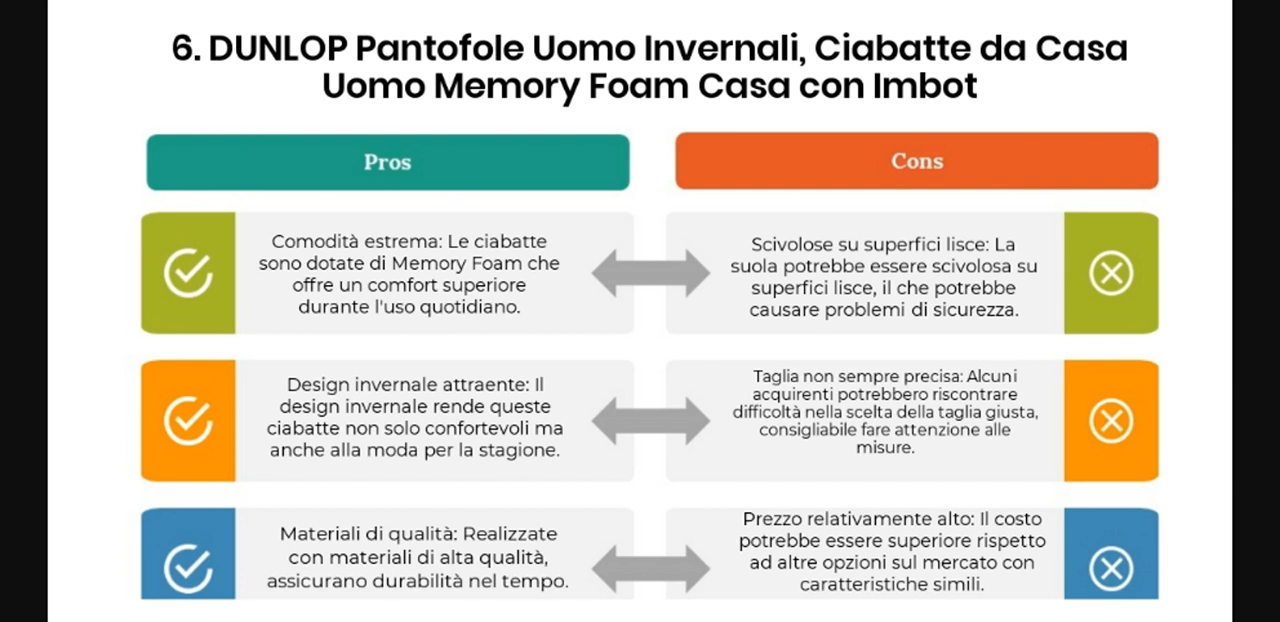 6. DUNLOP Pantofole Uomo Invernali, Ciabatte da Casa
Uomo Memory Foam Casa con Imbot
Pros
Cons
Comodità estrema: Le ciabatte
sono dotate di Memory Foam che
offre un comfort superiore
durante l'uso quotidiano.
Scivolose su superfici lisce: La
suola potrebbe essere scivolosa su
superfici lisce, il che potrebbe
causare problemi di sicurezza.
Design invernale attraente: Il
design invernale rende queste
ciabatte non solo confortevoli ma
anche alla moda per la stagione.
Taglia non sempre precisa: Alcuni
acquirenti potrebbero riscontrare
difficoltà nella scelta della taglia giusta,
consigliabile fare attenzione alle
misure.
Materiali di qualità: Realizzate
con materiali di alta qualità,
assicurano durabilità nel tempo.
Prezzo relativamente alto: Il costo
potrebbe essere superiore rispetto
ad altre opzioni sul mercato con
caratteristiche simili.